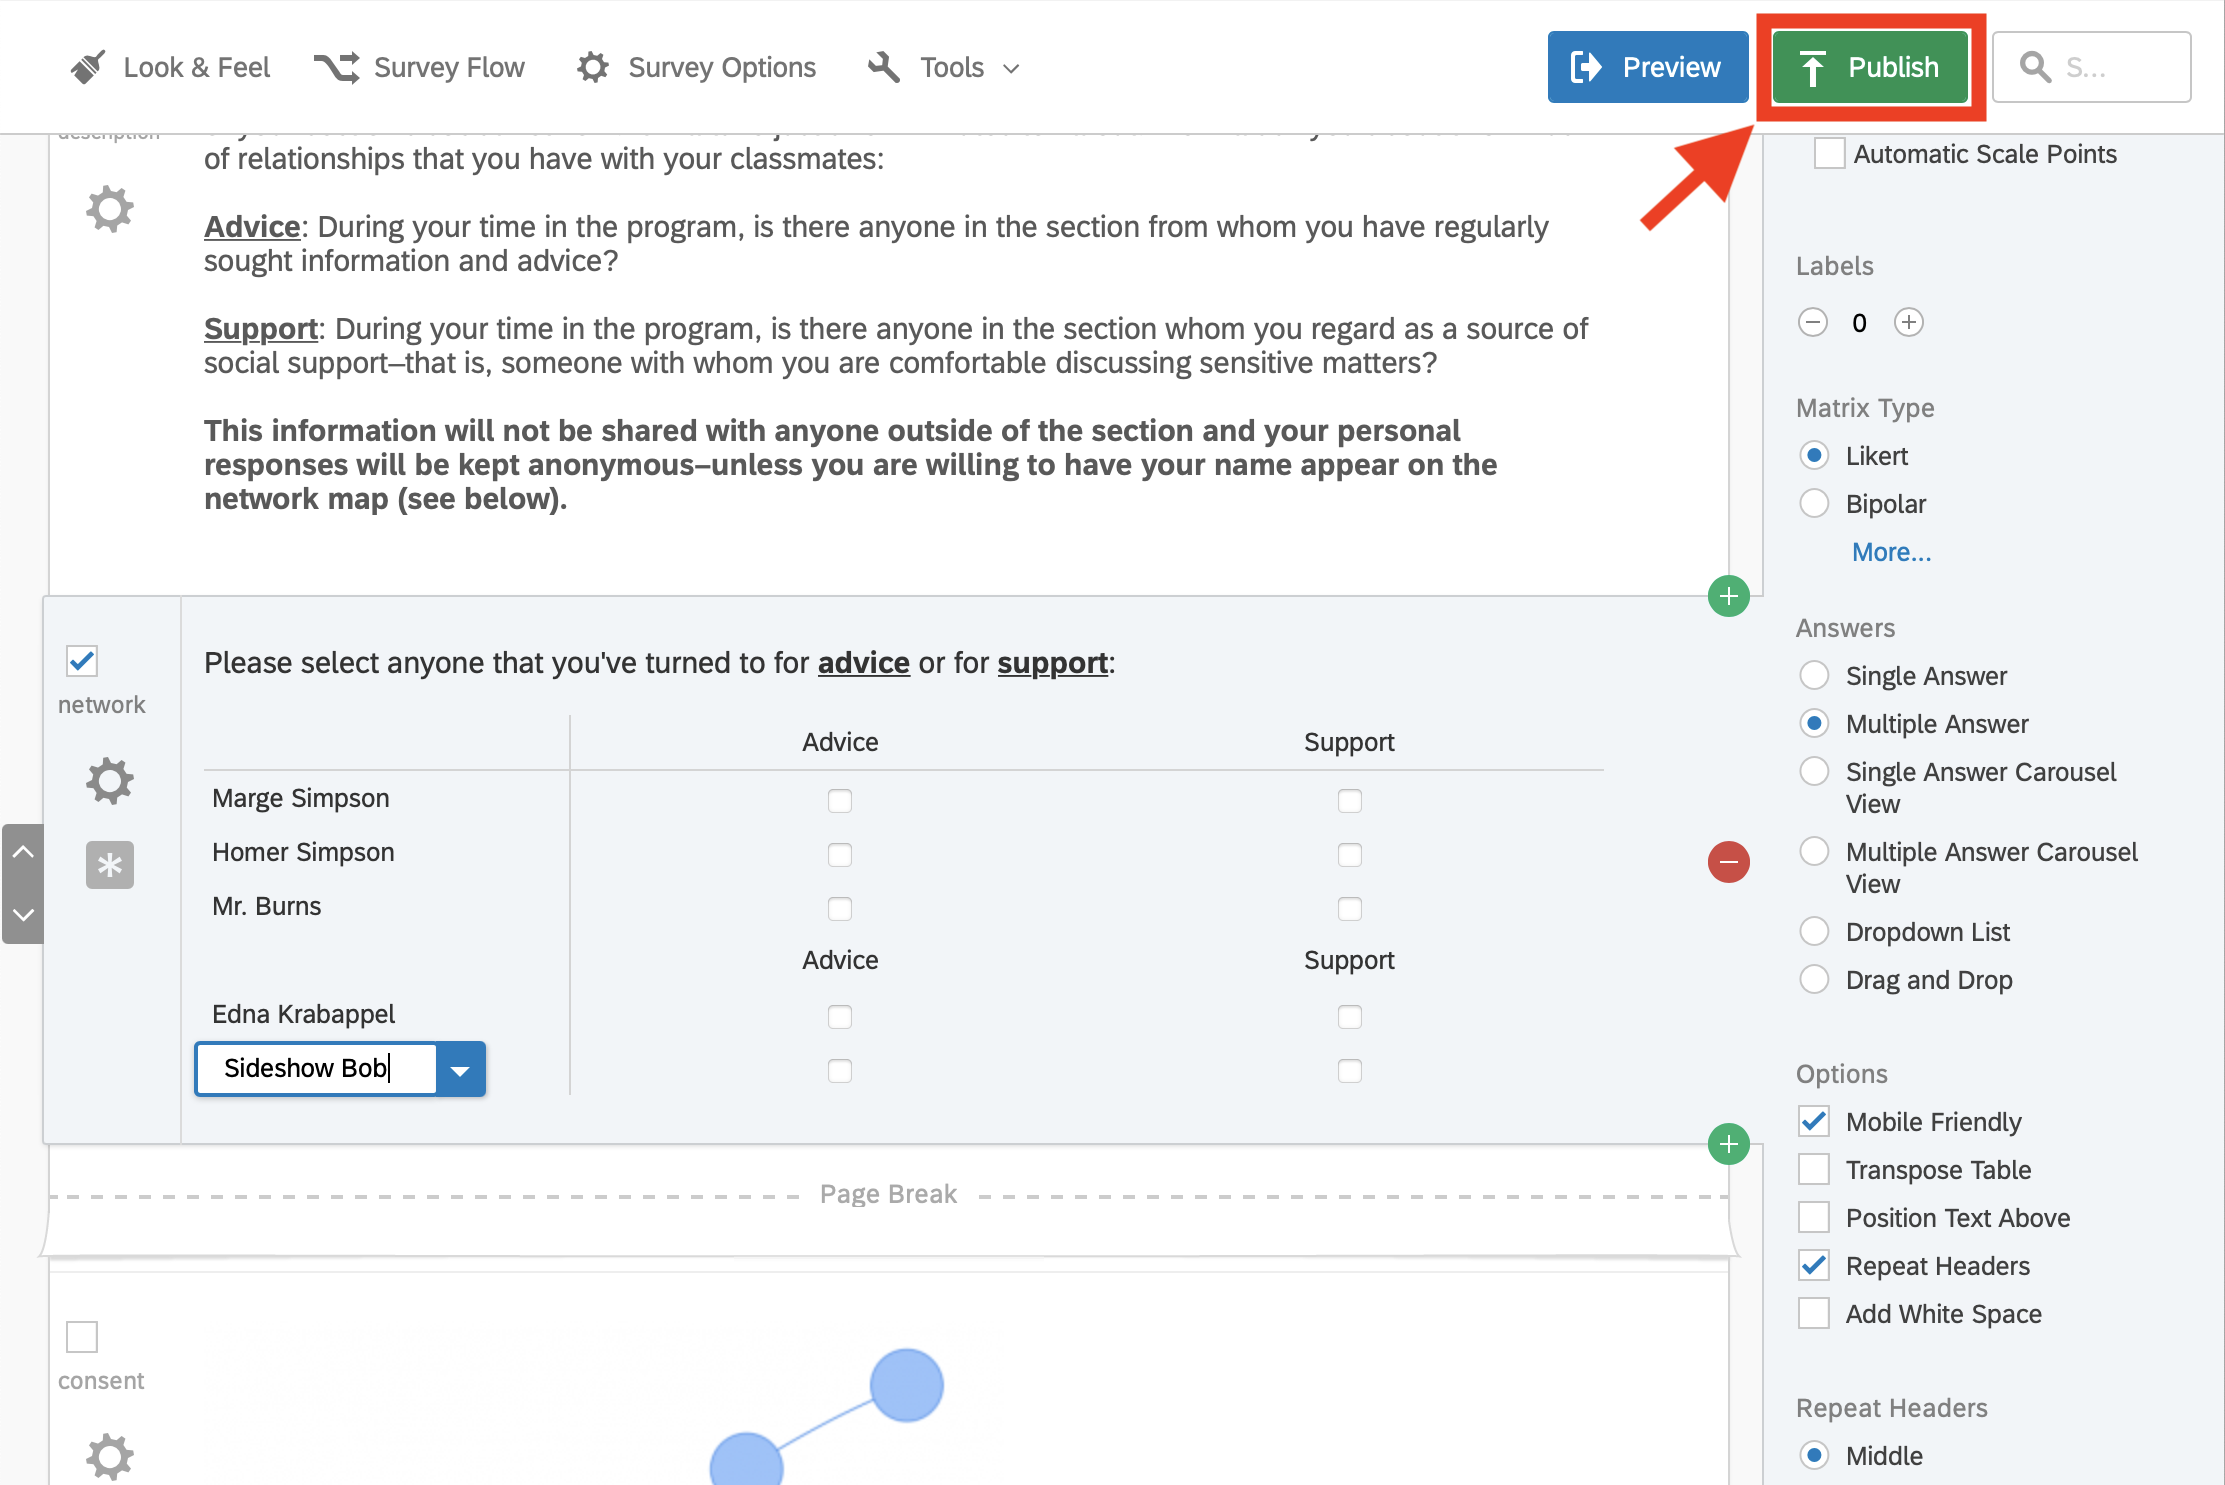 Look & Feel
Survey Flow
Survey Options
Tools
Preview
Publish
S...
description
of relationships that you have with your classmates:
Advice: During your time in the program, is there anyone in the section from whom you have regularly
sought information and advice?
Support: During your time in the program, is there anyone in the section whom you regard as a source of
social support–that is, someone with whom you are comfortable discussing sensitive matters?
This information will not be shared with anyone outside of the section and your personal
responses will be kept anonymous–unless you are willing to have your name appear on the
network map (see below).
network
Please select anyone that you've turned to for advice or for support:
Advice Support
Marge Simpson
Homer Simpson
Mr. Burns
Advice Support
Edna Krabappel
Sideshow Bob
Page Break
consent
Automatic Scale Points
Labels
0
Matrix Type
Likert
Bipolar
More...
Answers
Single Answer
Multiple Answer
Single Answer Carousel
View
Multiple Answer Carousel
View
Dropdown List
Drag and Drop
Options
Mobile Friendly
Transpose Table
Position Text Above
Repeat Headers
Add White Space
Repeat Headers
Middle